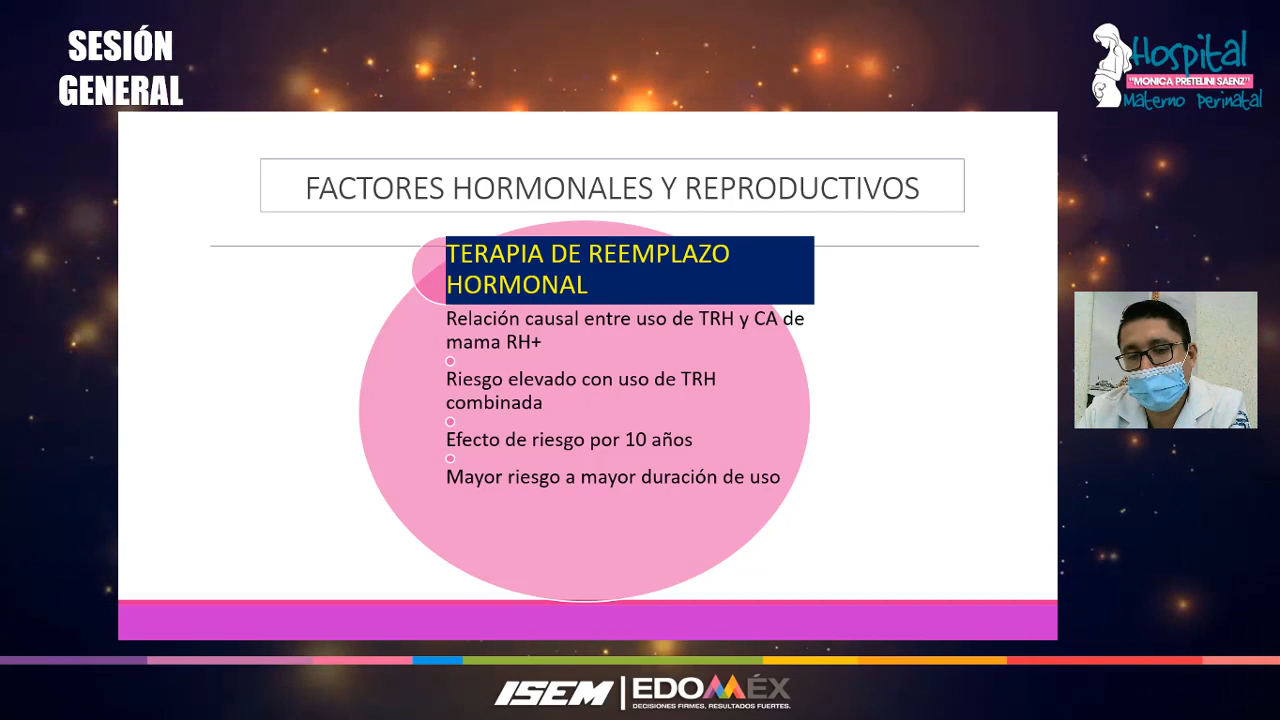 SESIÓN
GENERAL
Hospital
"MONICA PRETELINI SAENZ"
Materno Perinatal
FACTORES HORMONALES Y REPRODUCTIVOS
TERAPIA DE REEMPLAZO
HORMONAL
Relación causal entre uso de TRH y CA de
mama RH+
Riesgo elevado con uso de TRH
combinada
Efecto de riesgo por 10 años
Mayor riesgo a mayor duración de uso
ISEM
EDOMÉX
DECISIONES FIRMES, RESULTADOS FUERTES.